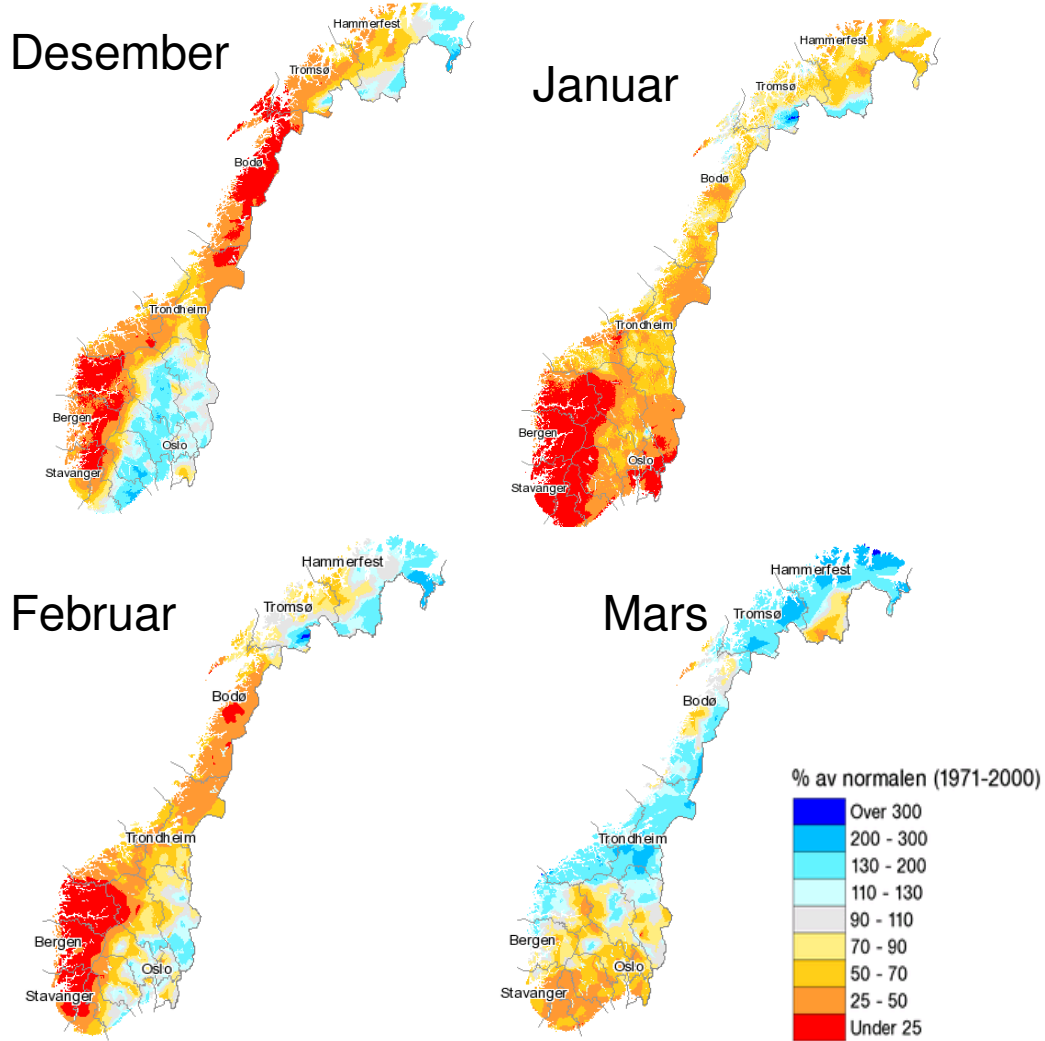 Desember
Hammerfest
Tromsø
Bodø
Trondheim
Bergen
Oslo
Stavanger
Januar
Hammerfest
Tromsø
Bodø
Trondheim
Bergen
Oslo
Stavanger
Februar
Hammerfest
Tromsø
Bodø
Trondheim
Bergen
Oslo
Stavanger
Mars
Hammerfest
Tromsø
Bodø
Trondheim
Bergen
Oslo
Stavanger
% av normalen (1971-2000)
Over 300
200 - 300
130 - 200
110 - 130
90 - 110
70 - 90
50 - 70
25 - 50
Under 25